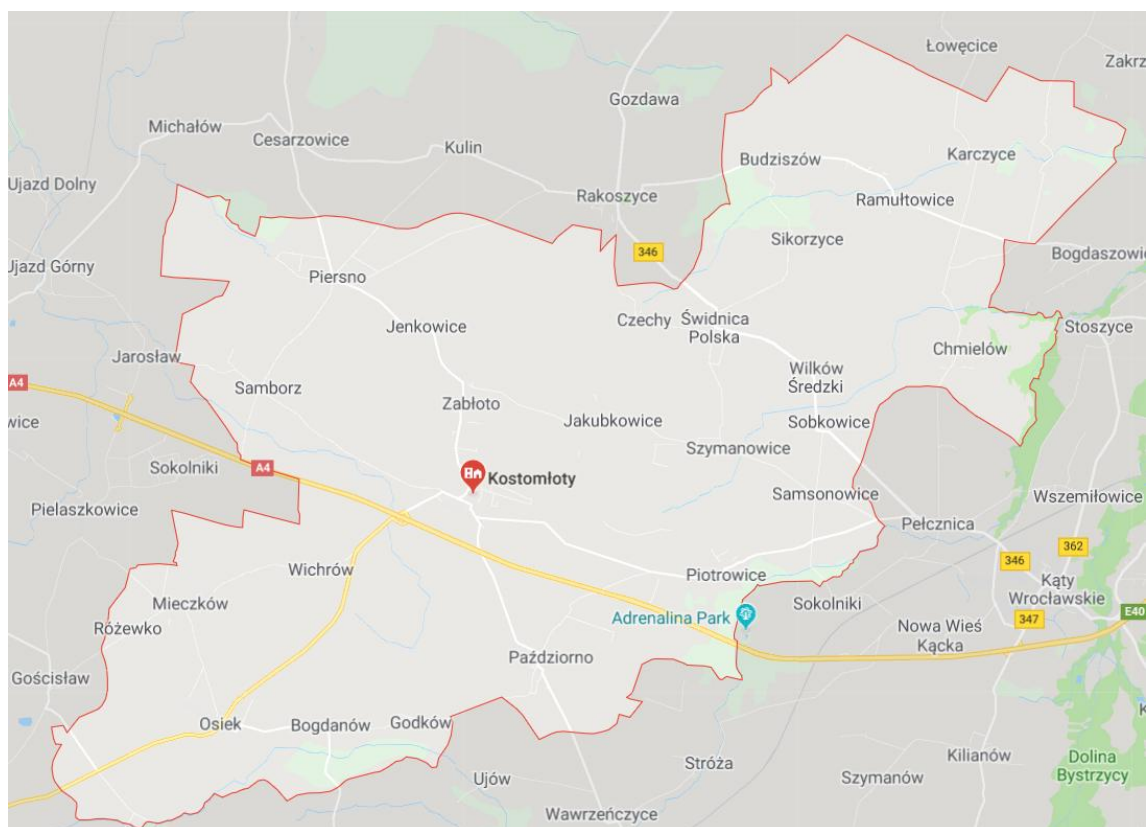 Łowęcice
Zakrz
Gozdawa
Michałów
Cesarzowice
Kulin
Budziszów
Karczyce
Ujazd Dolny
Rakoszyce
Ramułtowice
Sikorzyce
346
Bogdaszowic
Ujazd Górny
Piersno
Jenkowice
Czechy
Świdnica
Polska
Stoszyce
Jarosław
Chmielów
Wilków
Średzki
A4
Samborz
Zabłoto
Jakubkowice
Sobkowice
wice
Szymanowice
Sokolniki
A4
Kostomłoty
Samsonowice
Wszemiłowice
Pielaszkowice
Pełcznica
346
362
Wichrów
Piotrowice
Kąty
Wrocławskie
Mieczków
Sokolniki
E40
Różewko
Adrenalina Park
347
Nowa Wieś
Kącka
Październo
Gościsław
Osiek
Bogdanów
Godków
Kilianów
Stróża
Dolina
Bystrzycy
Ujów
Szymanów
Wawrzeńczyce